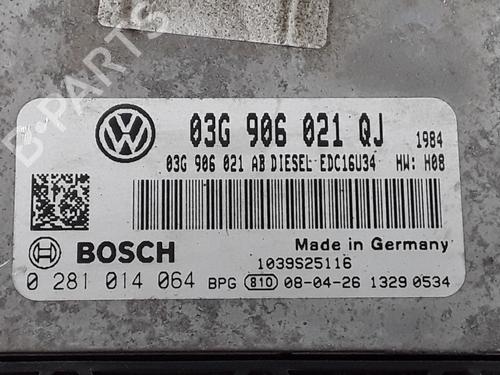 B-PARTS
03G 906 021 QJ 1984
03G 906 021 AB DIESEL EDC16U34 HW: H08
BOSCH
Made in Germany
1039S25116
0 281 014 064 BPG 810 08-04-26 1329 0534